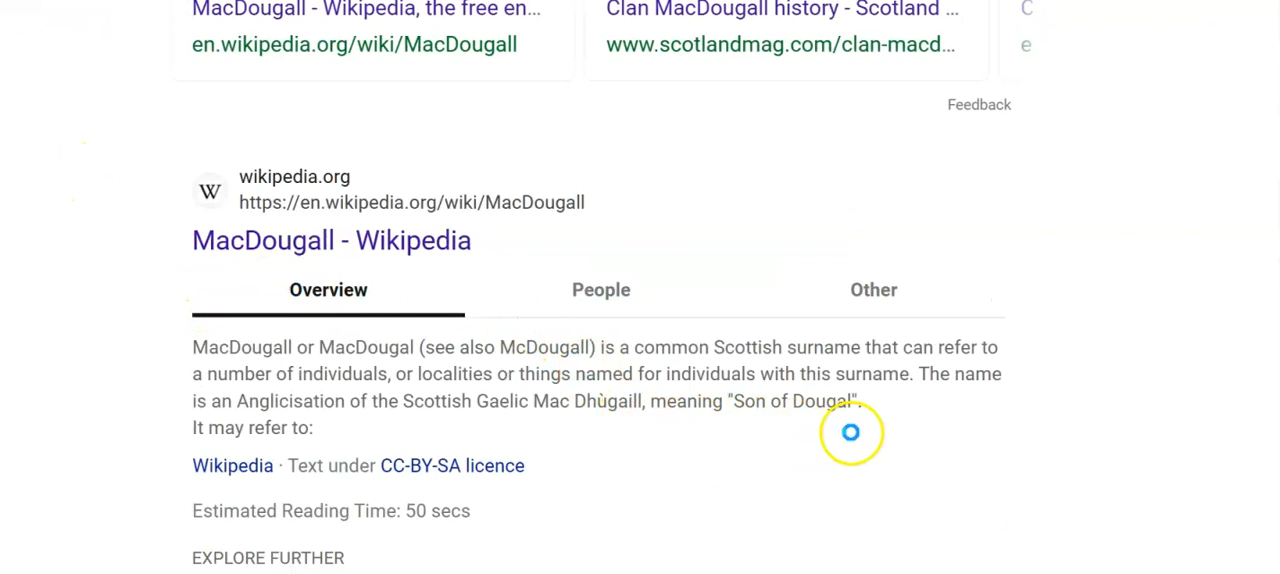 MacDougall - Wikipedia, the free en...
Clan MacDougall history - Scotland ...
C
en.wikipedia.org/wiki/MacDougall
www.scotlandmag.com/clan-macd...
e
Feedback
W
wikipedia.org
https://en.wikipedia.org/wiki/MacDougall
MacDougall - Wikipedia
Overview
People
Other
MacDougall or MacDougal (see also McDougall) is a common Scottish surname that can refer to
a number of individuals, or localities or things named for individuals with this surname. The name
is an Anglicisation of the Scottish Gaelic Mac Dhùgaill, meaning "Son of Dougal".
It may refer to:
Wikipedia · Text under CC-BY-SA licence
Estimated Reading Time: 50 secs
EXPLORE FURTHER